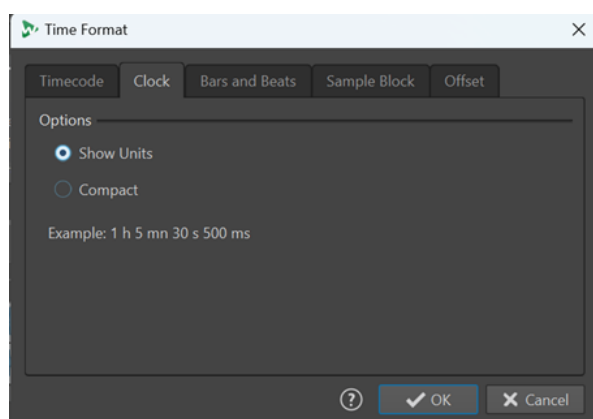 Time Format
Timecode Clock Bars and Beats Sample Block Offset
Options
Show Units
Compact
Example: 1 h 5 mn 30 s 500 ms
? OK Cancel